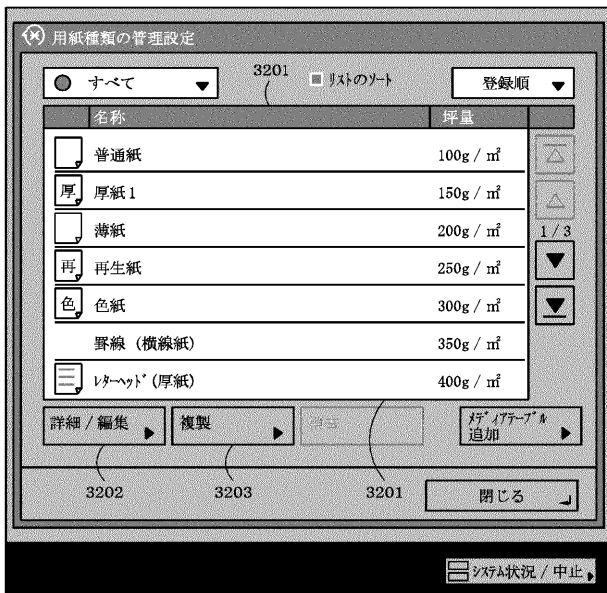 用紙種類の管理設定
すべて
3201
リストのソート
登録順
名称
坪量
普通紙
100g / ㎡
厚
厚紙1
150g / ㎡
薄紙
200g / ㎡
1 / 3
再
再生紙
250g / ㎡
色
色紙
300g / ㎡
罫線 (横線紙)
350g / ㎡
ﾚﾀｰﾍｯﾄﾞ (厚紙)
400g / ㎡
詳細 / 編集
複製
ﾒﾃﾞｨｱﾃｰﾌﾞﾙ
追加
3202
3203
3201
閉じる
ｼｽﾃﾑ状況 / 中止